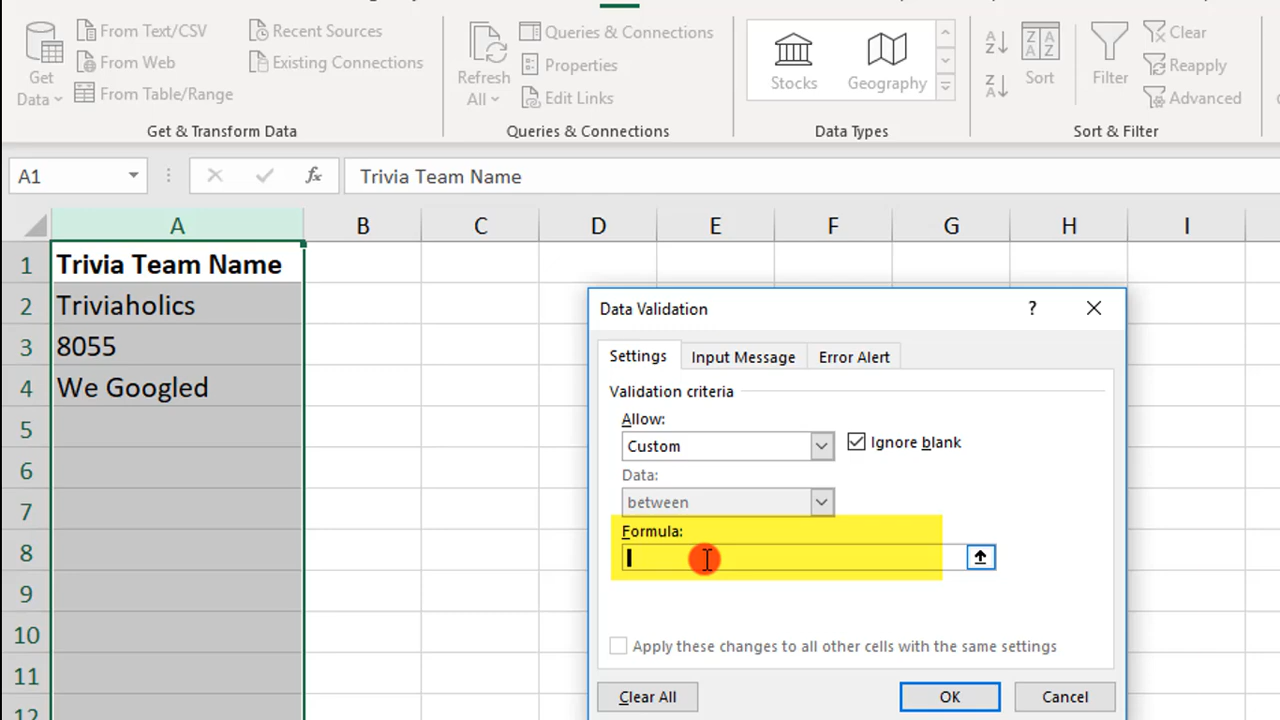 From Text/CSV
Recent Sources
Queries & Connections
Clear
From Web
Existing Connections
Properties
Reapply
Get
Data
From Table/Range
Refresh
All
Edit Links
Stocks
Geography
Sort
Filter
Advanced
Get & Transform Data
Queries & Connections
Data Types
Sort & Filter
A1
fx
Trivia Team Name
A B C D E F G H I
1 Trivia Team Name
2 Triviaholics
3 8055
4 We Googled
5
6
7
8
9
10
11
12
Data Validation
?
Settings
Input Message
Error Alert
Validation criteria
Allow:
Custom
Ignore blank
Data:
between
Formula:
Apply these changes to all other cells with the same settings
Clear All
OK
Cancel